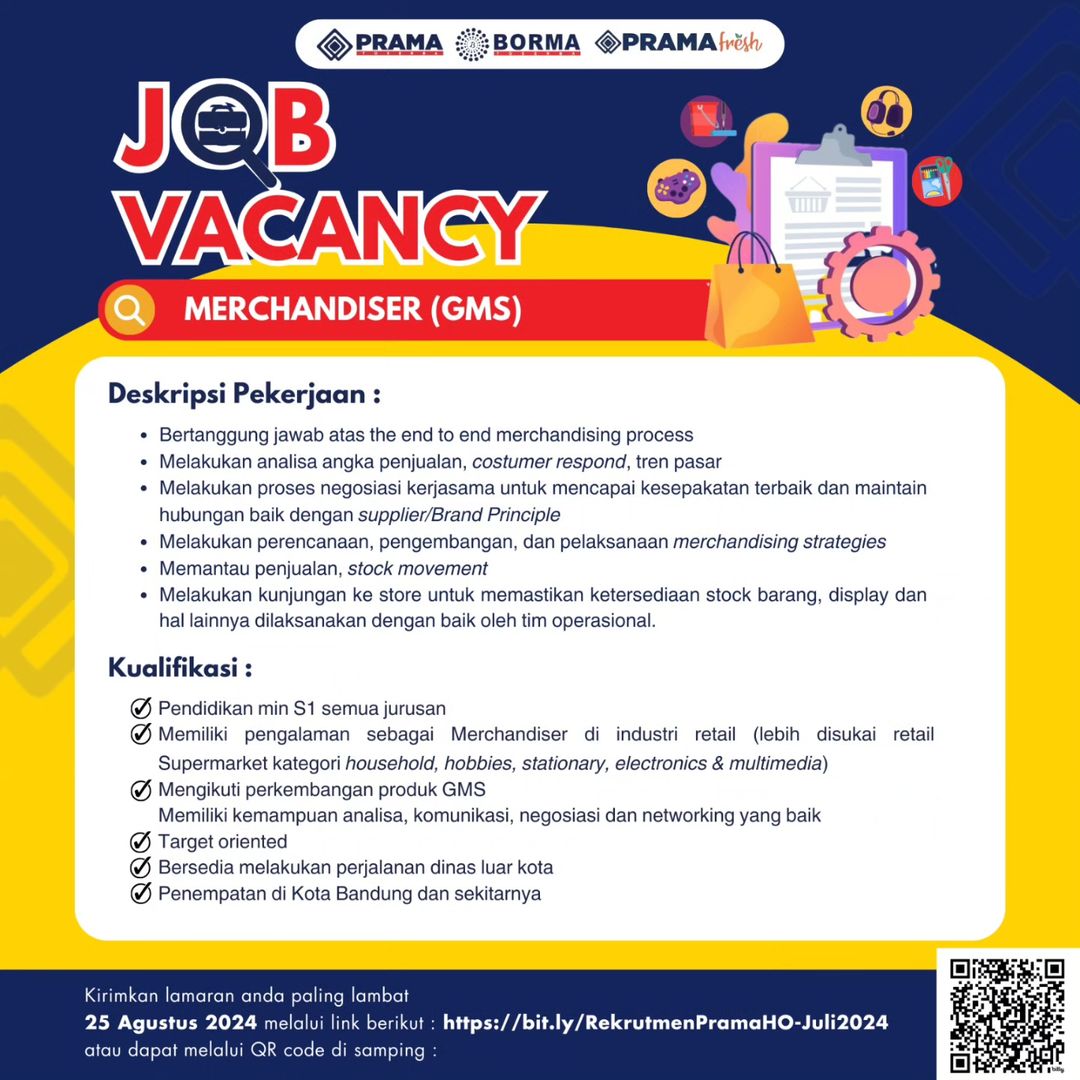 PRAMA BORMA PRAMA fresh
JOB
VACANCY
MERCHANDISER (GMS)
Deskripsi Pekerjaan :
• Bertanggung jawab atas the end to end merchandising process
• Melakukan analisa angka penjualan, costumer respond, tren pasar
• Melakukan proses negosiasi kerjasama untuk mencapai kesepakatan terbaik dan maintain
hubungan baik dengan supplier/Brand Principle
• Melakukan perencanaan, pengembangan, dan pelaksanaan merchandising strategies
• Memantau penjualan, stock movement
• Melakukan kunjungan ke store untuk memastikan ketersediaan stock barang, display dan
hal lainnya dilaksanakan dengan baik oleh tim operasional.
Kualifikasi :
Pendidikan min S1 semua jurusan
Memiliki pengalaman sebagai Merchandiser di industri retail (lebih disukai retail
Supermarket kategori household, hobbies, stationary, electronics & multimedia)
Mengikuti perkembangan produk GMS
Memiliki kemampuan analisa, komunikasi, negosiasi dan networking yang baik
Target oriented
Bersedia melakukan perjalanan dinas luar kota
Penempatan di Kota Bandung dan sekitarnya
Kirimkan lamaran anda paling lambat
25 Agustus 2024 melalui link berikut : https://bit.ly/RekrutmenPramaHO-Juli2024
atau dapat melalui QR code di samping :
bitly